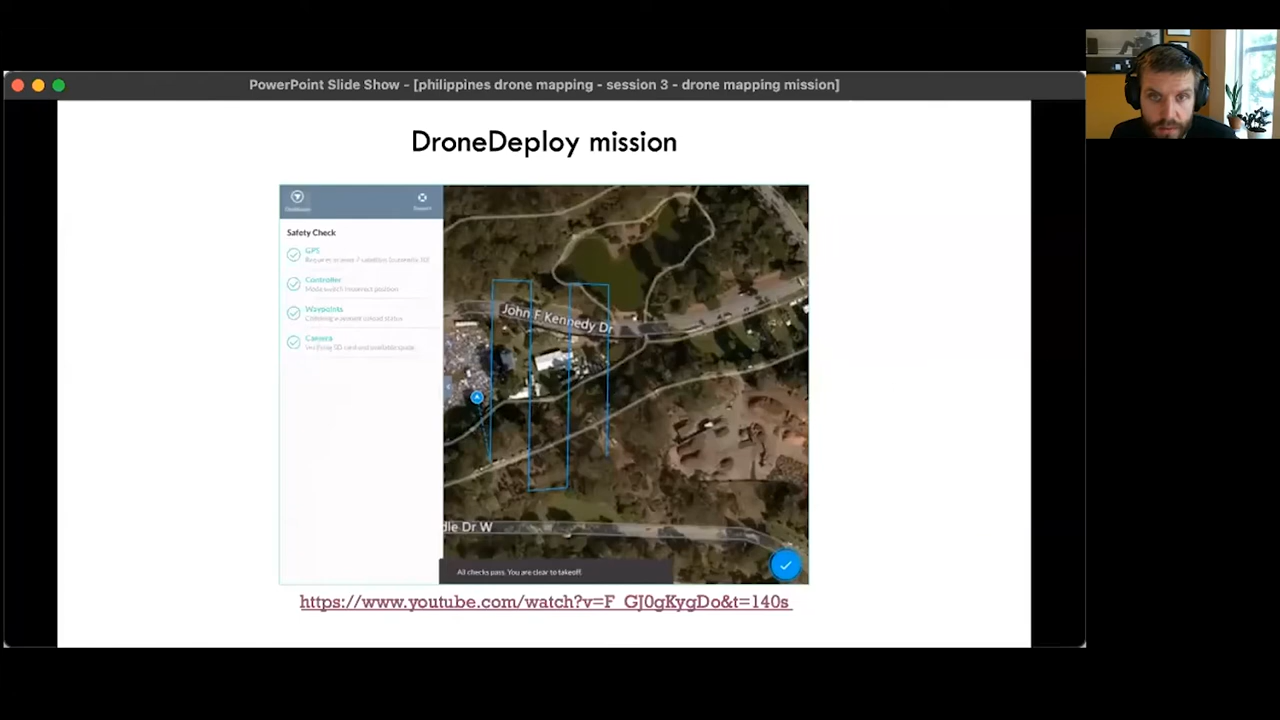 PowerPoint Slide Show - [philippines drone mapping - session 3 - drone mapping mission]
DroneDeploy mission
Safety Check
GPS
Controller
Waypoints
Camera
John F Kennedy Dr
dle Dr W
All checks pass. You are clear to takeoff.
https://www.youtube.com/watch?v=F_GJ0gKygDo&t=140s